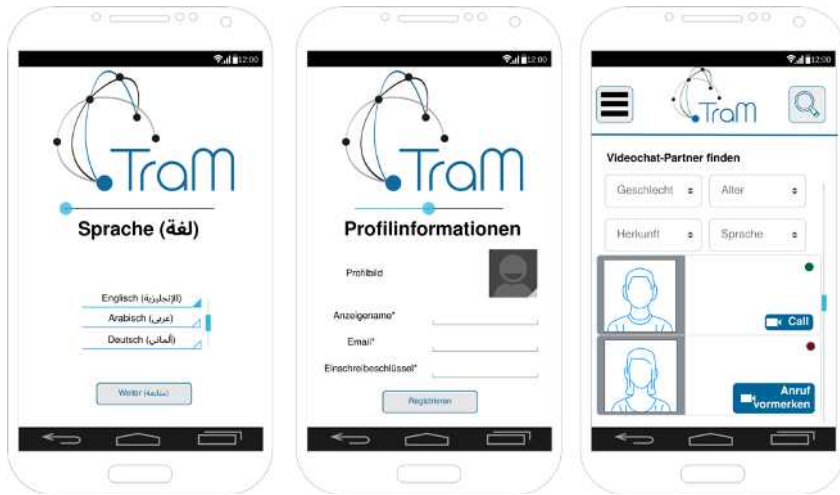 12:00
TraM
Sprache (لغة)
Englisch (الإنجليزية)
Arabisch (عربى)
Deutsch (ألماني)
Weiter (متابعة)
12:00
TraM
Profilinformationen
Profilbild
Anzeigename*
Email*
Einschreibeschlüssel*
Registrieren
12:00
TraM
Videochat-Partner finden
Geschlecht
Alter
Herkunft
Sprache
Call
Anruf
vormerken